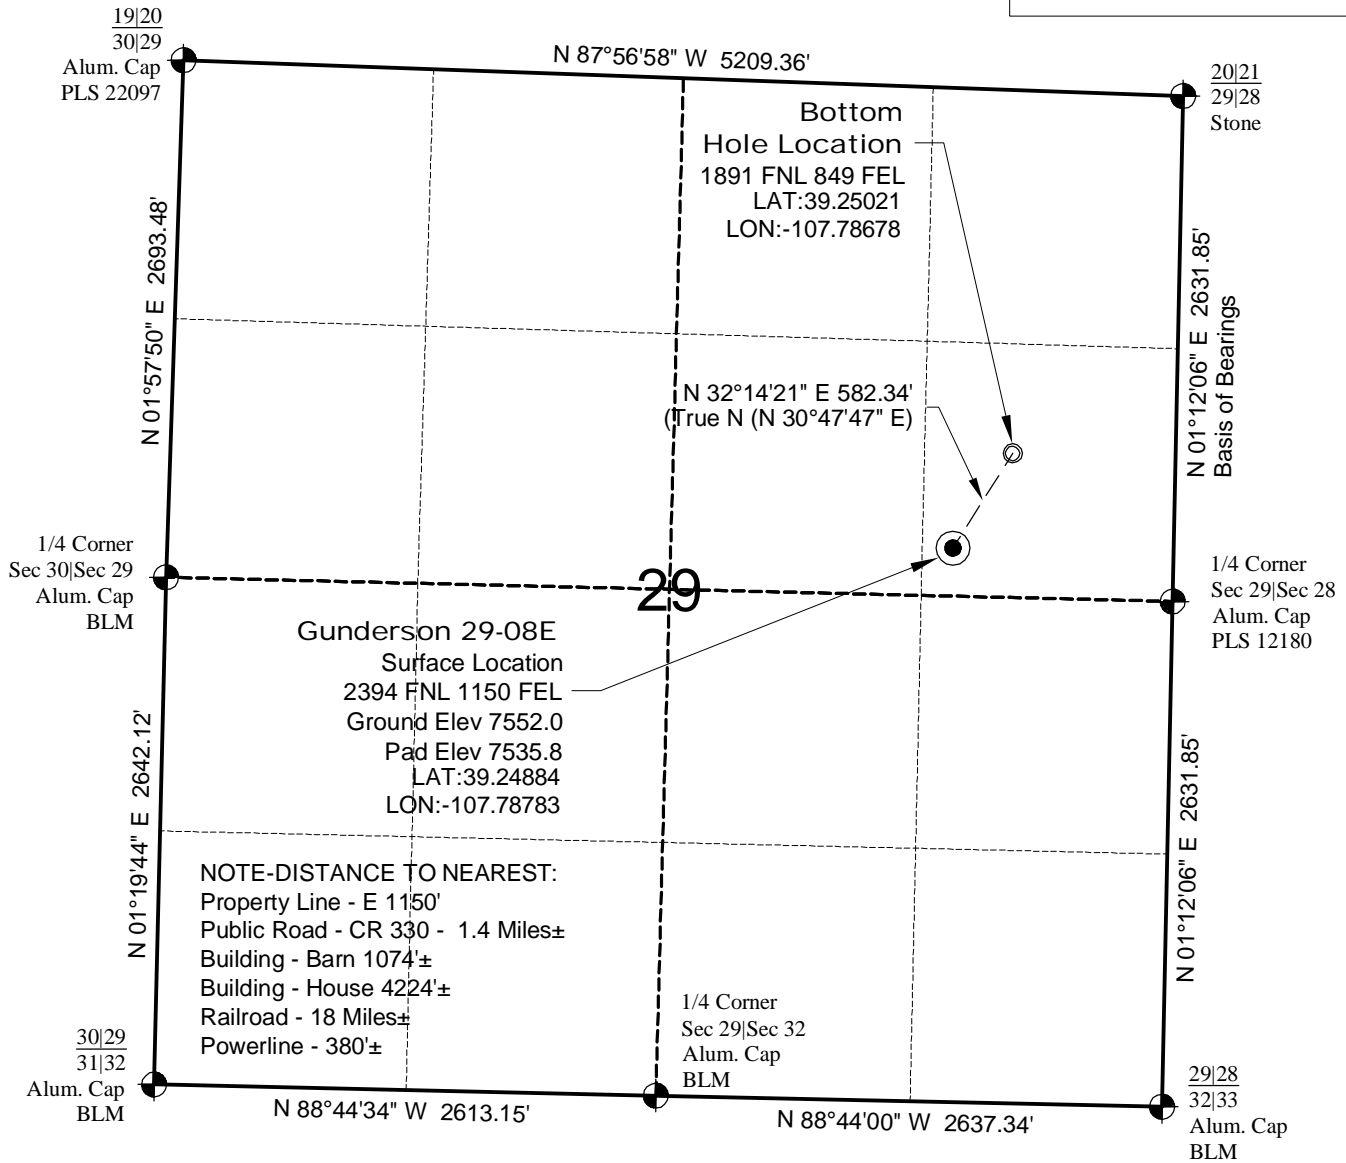 19|20
30|29
Alum. Cap
PLS 22097
N 87°56'58" W 5209.36'
20|21
29|28
Stone
Bottom
Hole Location
1891 FNL 849 FEL
LAT:39.25021
LON:-107.78678
N 01°57'50" E 2693.48'
N 01°12'06" E 2631.85'
Basis of Bearings
N 32°14'21" E 582.34'
(True N (N 30°47'47" E)
1/4 Corner
Sec 30|Sec 29
Alum. Cap
BLM
29
1/4 Corner
Sec 29|Sec 28
Alum. Cap
PLS 12180
Gunderson 29-08E
Surface Location
2394 FNL 1150 FEL
Ground Elev 7552.0
Pad Elev 7535.8
LAT:39.24884
LON:-107.78783
N 01°19'44" E 2642.12'
N 01°12'06" E 2631.85'
NOTE-DISTANCE TO NEAREST:
Property Line - E 1150'
Public Road - CR 330 - 1.4 Miles±
Building - Barn 1074'±
Building - House 4224'±
Railroad - 18 Miles±
Powerline - 380'±
1/4 Corner
Sec 29|Sec 32
Alum. Cap
BLM
30|29
31|32
Alum. Cap
BLM
N 88°44'34" W 2613.15'
N 88°44'00" W 2637.34'
29|28
32|33
Alum. Cap
BLM